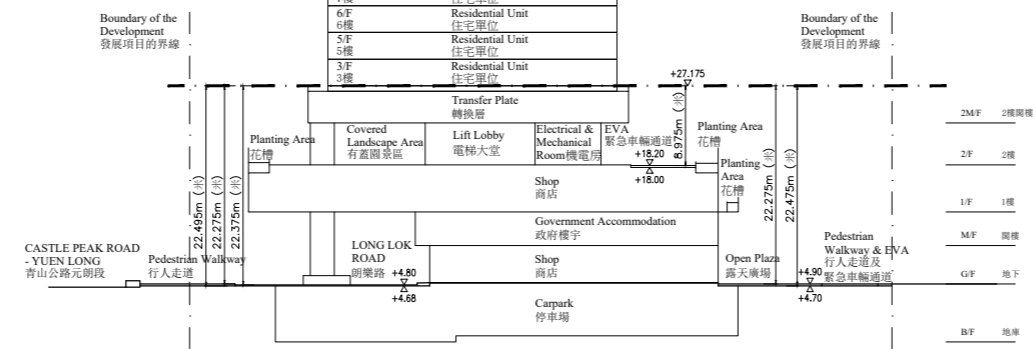 7樓
住宅單位
6/F
6樓
Residential Unit
住宅單位
5/F
5樓
Residential Unit
住宅單位
3/F
3樓
Residential Unit
住宅單位
Boundary of the
Development
發展項目的界線
Boundary of the
Development
發展項目的界線
+27.175
Transfer Plate
轉換層
2M/F 2樓閣樓
Planting Area
花槽
Covered
Landscape Area
有蓋園景區
Lift Lobby
電梯大堂
Electrical &
Mechanical
Room機電房
EVA
緊急車輛通道
+18.20
+18.00
8.975m (米)
Planting Area
花槽
Planting
Area
花槽
2/F 2樓
Shop
商店
22.495m (米)
22.275m (米)
22.375m (米)
22.275m (米)
22.475m (米)
1/F 1樓
Government Accommodation
政府樓宇
M/F 閣樓
CASTLE PEAK ROAD
- YUEN LONG
青山公路元朗段
Pedestrian Walkway
行人走道
LONG LOK
ROAD
朗樂路
+4.80
+4.68
Shop
商店
Open Plaza
露天廣場
+4.90
+4.70
Pedestrian
Walkway & EVA
行人走道及
緊急車輛通道
G/F 地下
Carpark
停車場
B/F 地庫